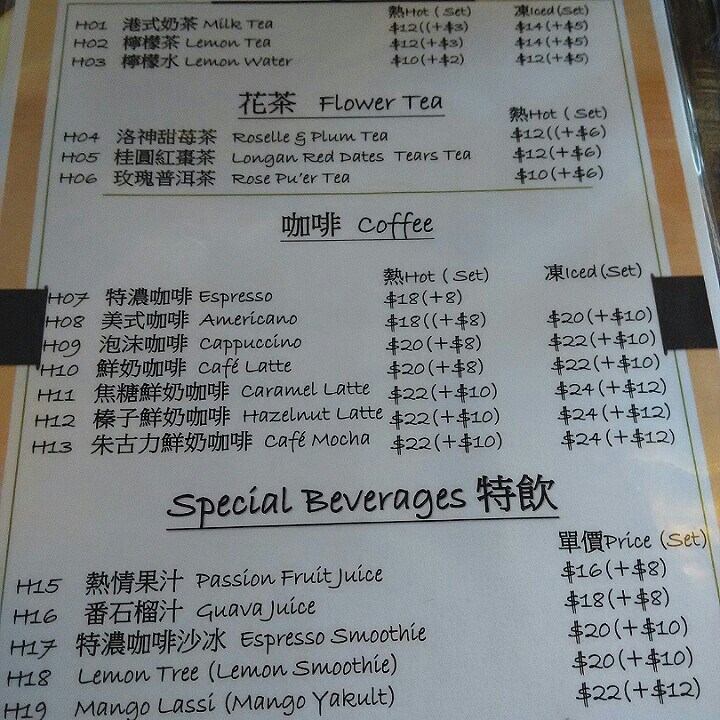 熱Hot ( Set) 凍Iced(Set)
H01 港式奶茶 Milk Tea $12((+$3) $14(+$5)
H02 檸檬茶 Lemon Tea $12(+$3) $14(+$5)
H03 檸檬水 Lemon Water $10(+$2) $12(+$5)
花茶 Flower Tea
熱Hot ( Set)
H04 洛神甜苺茶 Roselle & Plum Tea $12((+$6)
H05 桂圓紅棗茶 Longan Red Dates Tears Tea $12(+$6)
H06 玫瑰普洱茶 Rose Pu'er Tea $10(+$6)
咖啡 Coffee
熱Hot ( Set) 凍Iced(Set)
H07 特濃咖啡 Espresso $18(+8)
H08 美式咖啡 Americano $18((+$8) $20(+$10)
H09 泡沫咖啡 Cappuccino $20(+$8) $22(+$10)
H10 鮮奶咖啡 Café Latte $20(+$8) $22(+$10)
H11 焦糖鮮奶咖啡 Caramel Latte $22(+$10) $24(+$12)
H12 榛子鮮奶咖啡 Hazelnut Latte $22(+$10) $24(+$12)
H13 朱古力鮮奶咖啡 Café Mocha $22(+$10) $24(+$12)
Special Beverages 特飲
單價Price (Set)
H15 熱情果汁 Passion Fruit Juice $16(+$8)
H16 番石榴汁 Guava Juice $18(+$8)
H17 特濃咖啡沙冰 Espresso Smoothie $20(+$10)
H18 Lemon Tree (Lemon Smoothie) $20(+$10)
H19 Mango Lassi (Mango Yakult) $22(+$12)